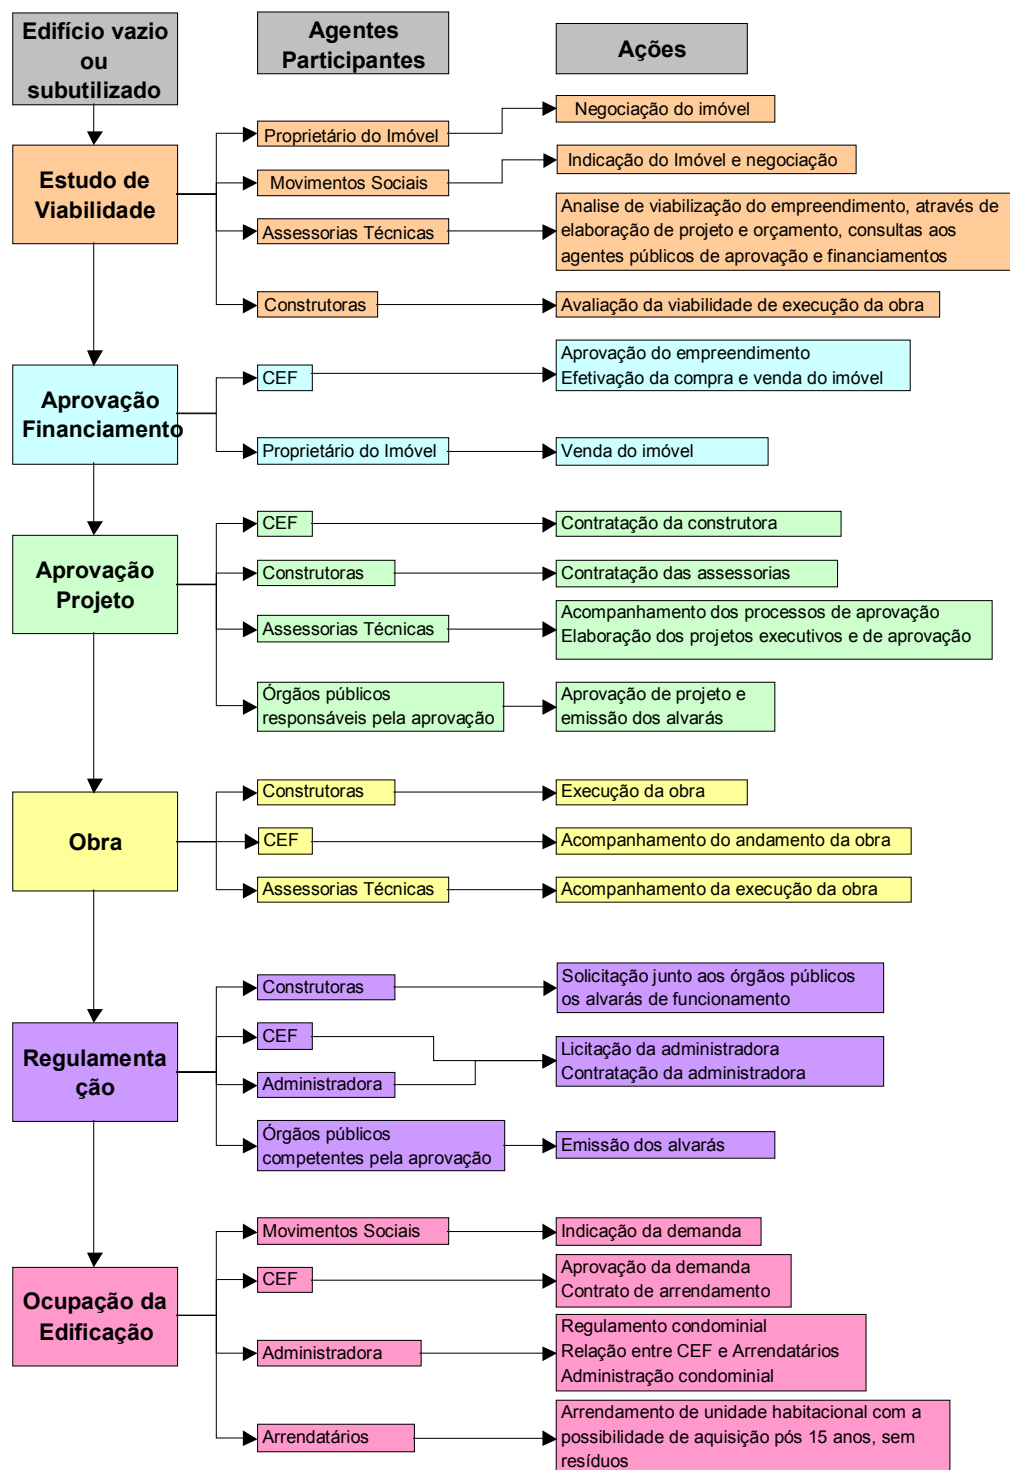 Edifício vazio
ou
subutilizado
Agentes
Participantes
Ações
Estudo de
Viabilidade
Proprietário do Imóvel
Negociação do imóvel
Movimentos Sociais
Indicação do Imóvel e negociação
Assessorias Técnicas
Analise de viabilização do empreendimento, através de
elaboração de projeto e orçamento, consultas aos
agentes públicos de aprovação e financiamentos
Construtoras
Avaliação da viabilidade de execução da obra
Aprovação
Financiamento
CEF
Aprovação do empreendimento
Efetivação da compra e venda do imóvel
Proprietário do Imóvel
Venda do imóvel
Aprovação
Projeto
CEF
Contratação da construtora
Construtoras
Contratação das assessorias
Assessorias Técnicas
Acompanhamento dos processos de aprovação
Elaboração dos projetos executivos e de aprovação
Órgãos públicos
responsáveis pela aprovação
Aprovação de projeto e
emissão dos alvarás
Obra
Construtoras
Execução da obra
CEF
Acompanhamento do andamento da obra
Assessorias Técnicas
Acompanhamento da execução da obra
Regulamenta
ção
Construtoras
Solicitação junto aos órgãos públicos
os alvarás de funcionamento
CEF
Administradora
Licitação da administradora
Contratação da administradora
Órgãos públicos
competentes pela aprovação
Emissão dos alvarás
Ocupação da
Edificação
Movimentos Sociais
Indicação da demanda
CEF
Aprovação da demanda
Contrato de arrendamento
Administradora
Regulamento condominial
Relação entre CEF e Arrendatários
Administração condominial
Arrendatários
Arrendamento de unidade habitacional com a
possibilidade de aquisição pós 15 anos, sem
resíduos